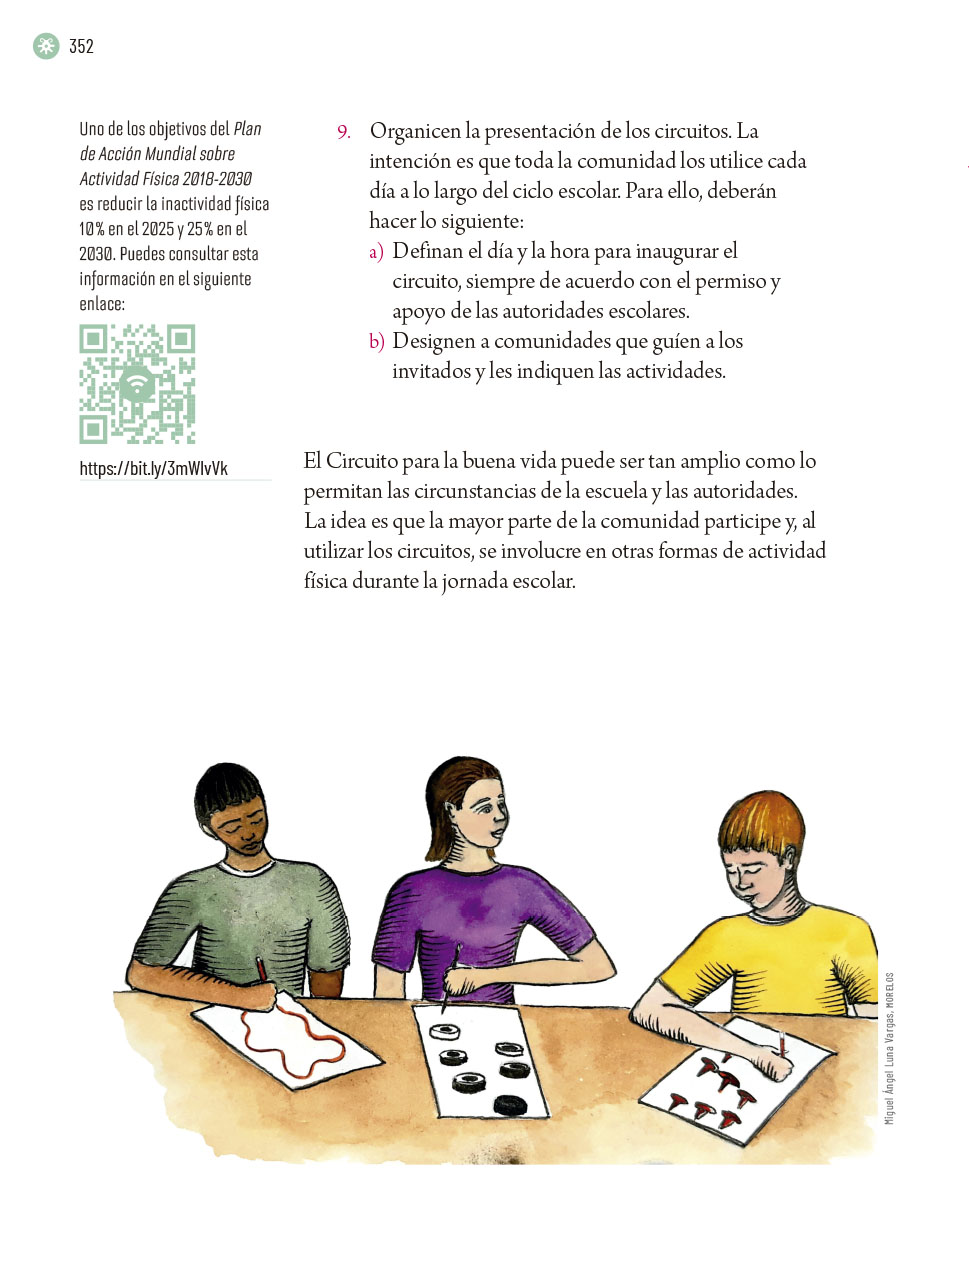 352
Uno de los objetivos del Plan
de Acción Mundial sobre
Actividad Física 2018-2030
es reducir la inactividad física
10% en el 2025 y 25% en el
2030. Puedes consultar esta
información en el siguiente
enlace:
https://bit.ly/3mWlvVk
9. Organicen la presentación de los circuitos. La
intención es que toda la comunidad los utilice cada
día a lo largo del ciclo escolar. Para ello, deberán
hacer lo siguiente:
a) Definan el día y la hora para inaugurar el
circuito, siempre de acuerdo con el permiso y
apoyo de las autoridades escolares.
b) Designen a comunidades que guíen a los
invitados y les indiquen las actividades.
El Circuito para la buena vida puede ser tan amplio como lo
permitan las circunstancias de la escuela y las autoridades.
La idea es que la mayor parte de la comunidad participe y, al
utilizar los circuitos, se involucre en otras formas de actividad
física durante la jornada escolar.
Miguel Ángel Luna Vargas, MORELOS